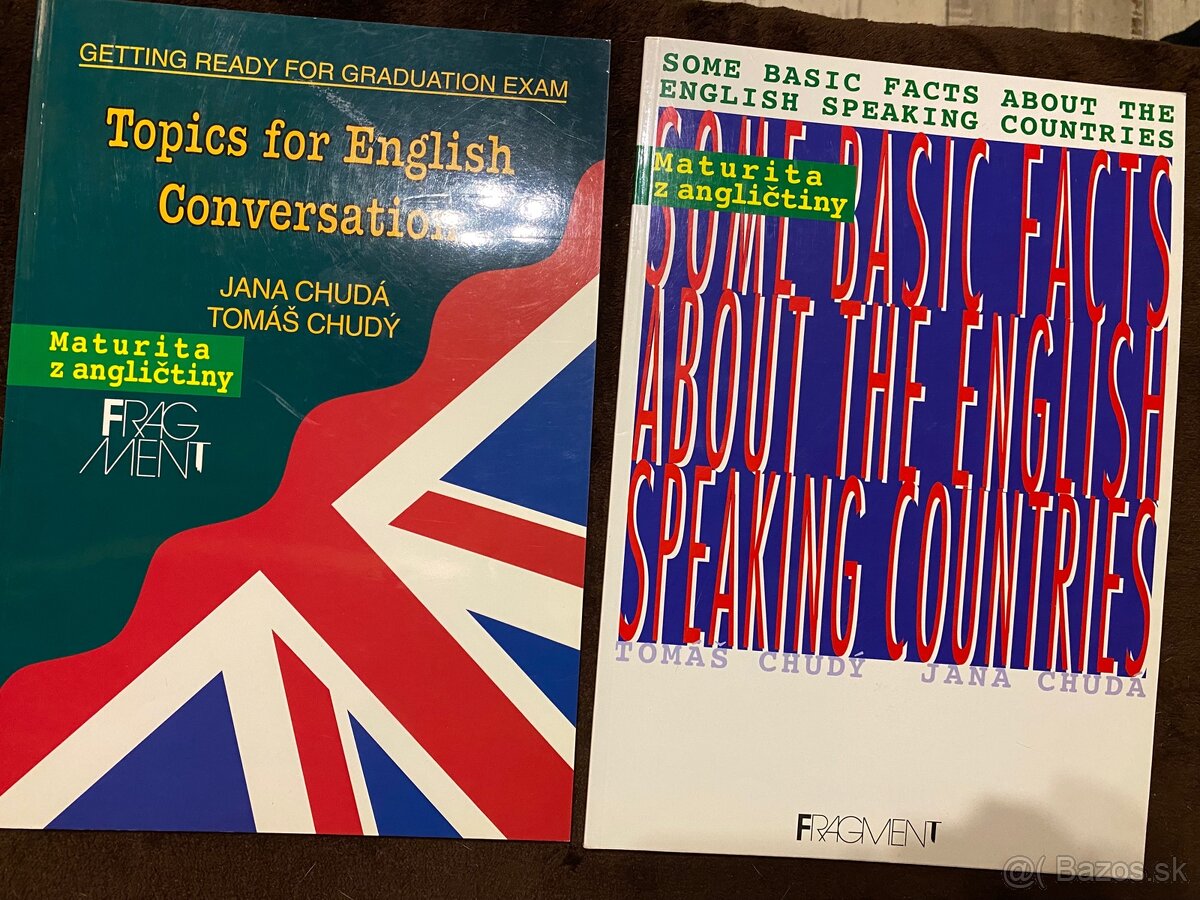 GETTING READY FOR GRADUATION EXAM
Topics for English
Conversation
JANA CHUDÁ
TOMÁŠ CHUDÝ
Maturita
z angličtiny
FRAG
MENT
SOME BASIC FACTS ABOUT THE
ENGLISH SPEAKING COUNTRIES
Maturita
z angličtiny
SOME BASIC FACTS
ABOUT THE ENGLISH
SPEAKING COUNTRIES
TOMÁŠ CHUDÝ JANA CHUDÁ
FRAGMENT
@( Bazos.sk